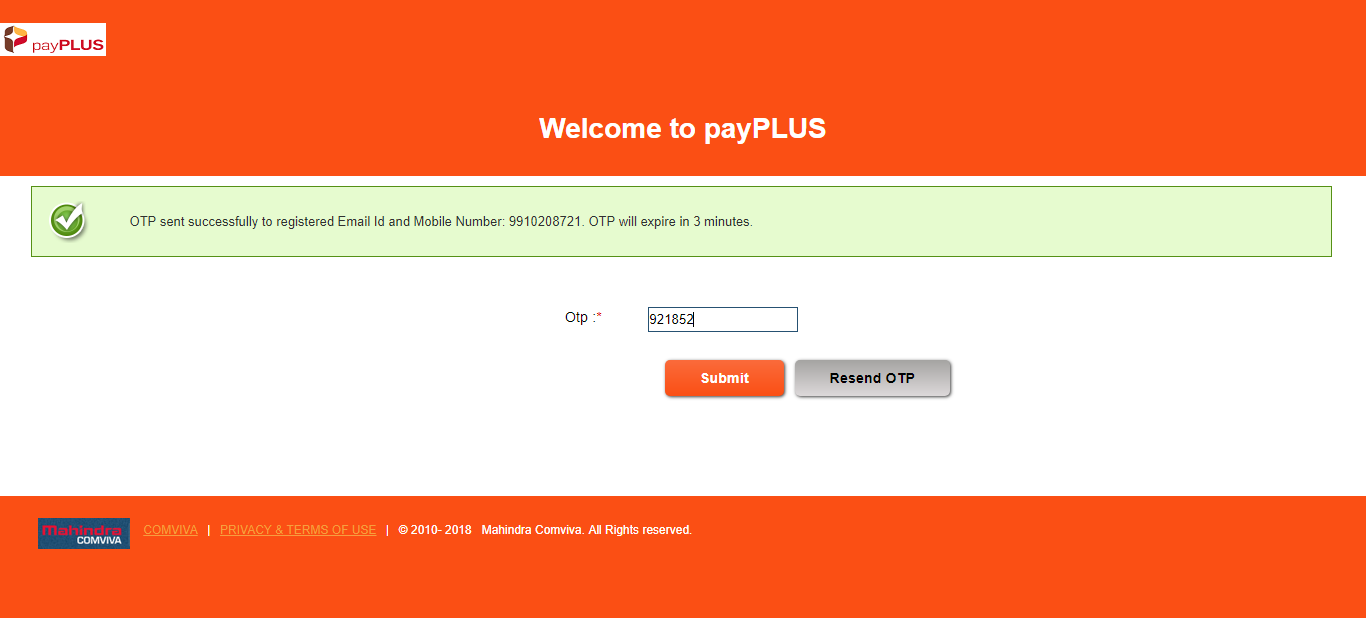 payPLUS
Welcome to payPLUS
OTP sent successfully to registered Email Id and Mobile Number: 9910208721. OTP will expire in 3 minutes.
Otp :* 921852
Submit Resend OTP
Mahindra COMVIVA COMVIVA | PRIVACY & TERMS OF USE | © 2010- 2018 Mahindra Comviva. All Rights reserved.